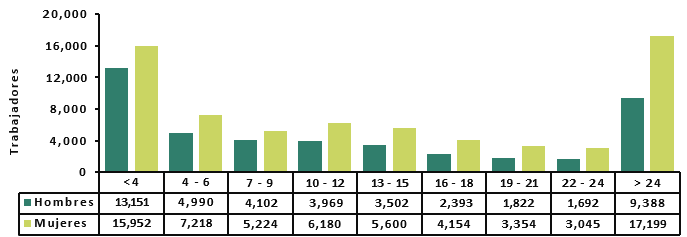 20,000
16,000
12,000
8,000
4,000
0
Trabajadores
<4 4 - 6 7 - 9 10 - 12 13 - 15 16 - 18 19 - 21 22 - 24 > 24
Hombres 13,151 4,990 4,102 3,969 3,502 2,393 1,822 1,692 9,388
Mujeres 15,952 7,218 5,224 6,180 5,600 4,154 3,354 3,045 17,199